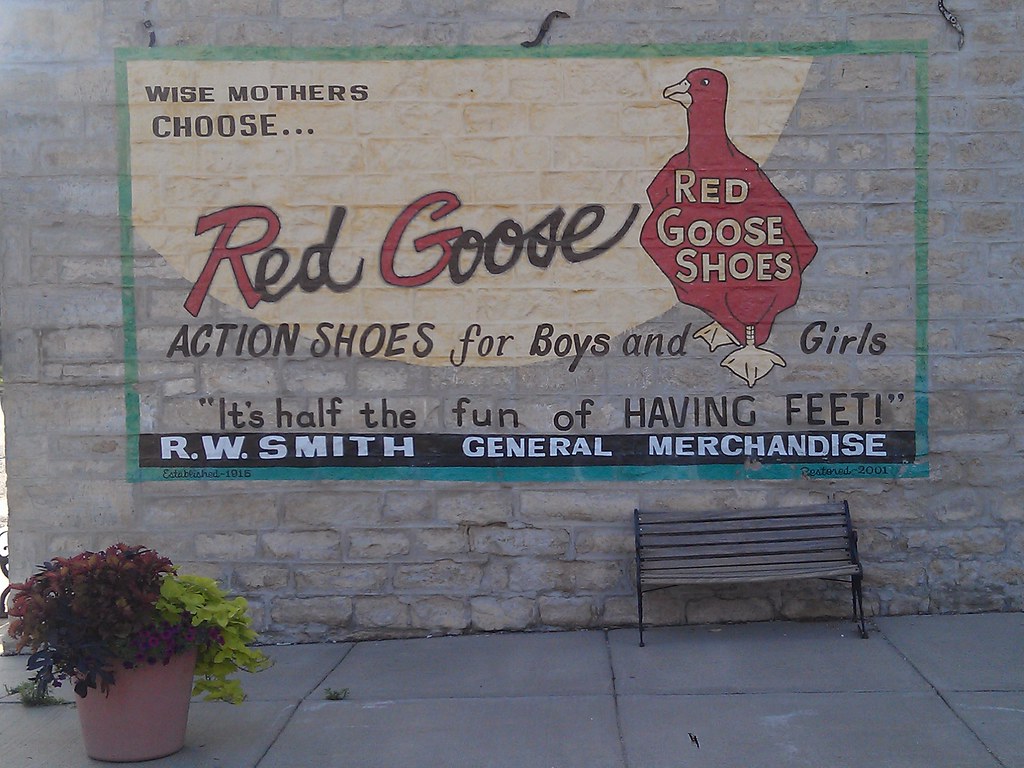 WISE MOTHERS
CHOOSE...
Red Goose
RED
GOOSE
SHOES
ACTION SHOES for Boys and Girls
"It's half the fun of HAVING FEET!"
R.W. SMITH GENERAL MERCHANDISE
Established-1915
Restored-2001